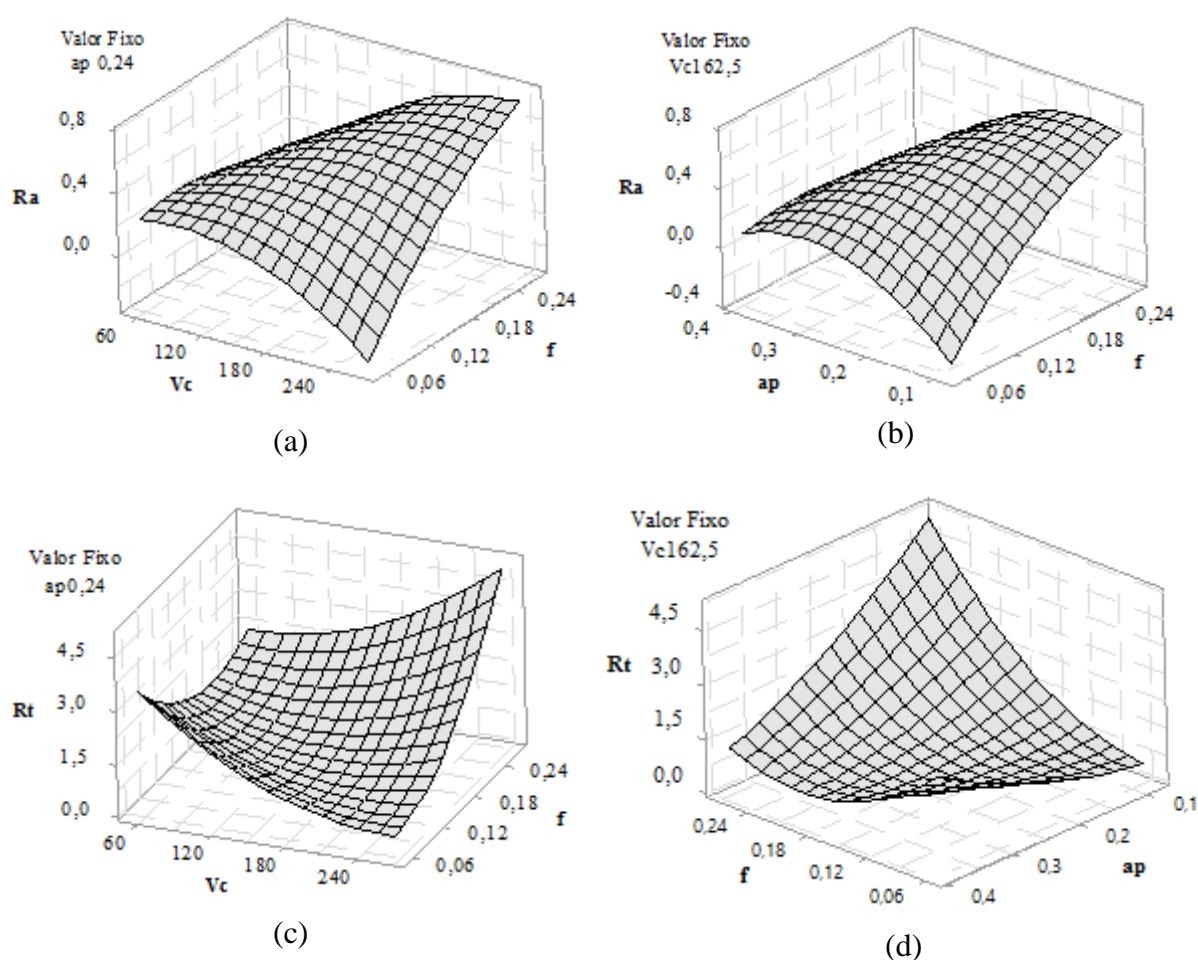 Valor Fixo
ap 0,24
0,8
0,4
0,0
Ra
60
120
180
240
Vc
0,06
0,12
0,18
0,24
f
(a)
Valor Fixo
Vc162,5
0,8
0,4
0,0
-0,4
Ra
0,4
0,3
0,2
0,1
ap
0,06
0,12
0,18
0,24
f
(b)
Valor Fixo
ap0,24
4,5
3,0
1,5
0,0
Rt
60
120
180
240
Vc
0,06
0,12
0,18
0,24
f
(c)
Valor Fixo
Vc162,5
4,5
3,0
1,5
0,0
Rt
0,24
0,18
0,12
0,06
f
0,4
0,3
0,2
0,1
ap
(d)